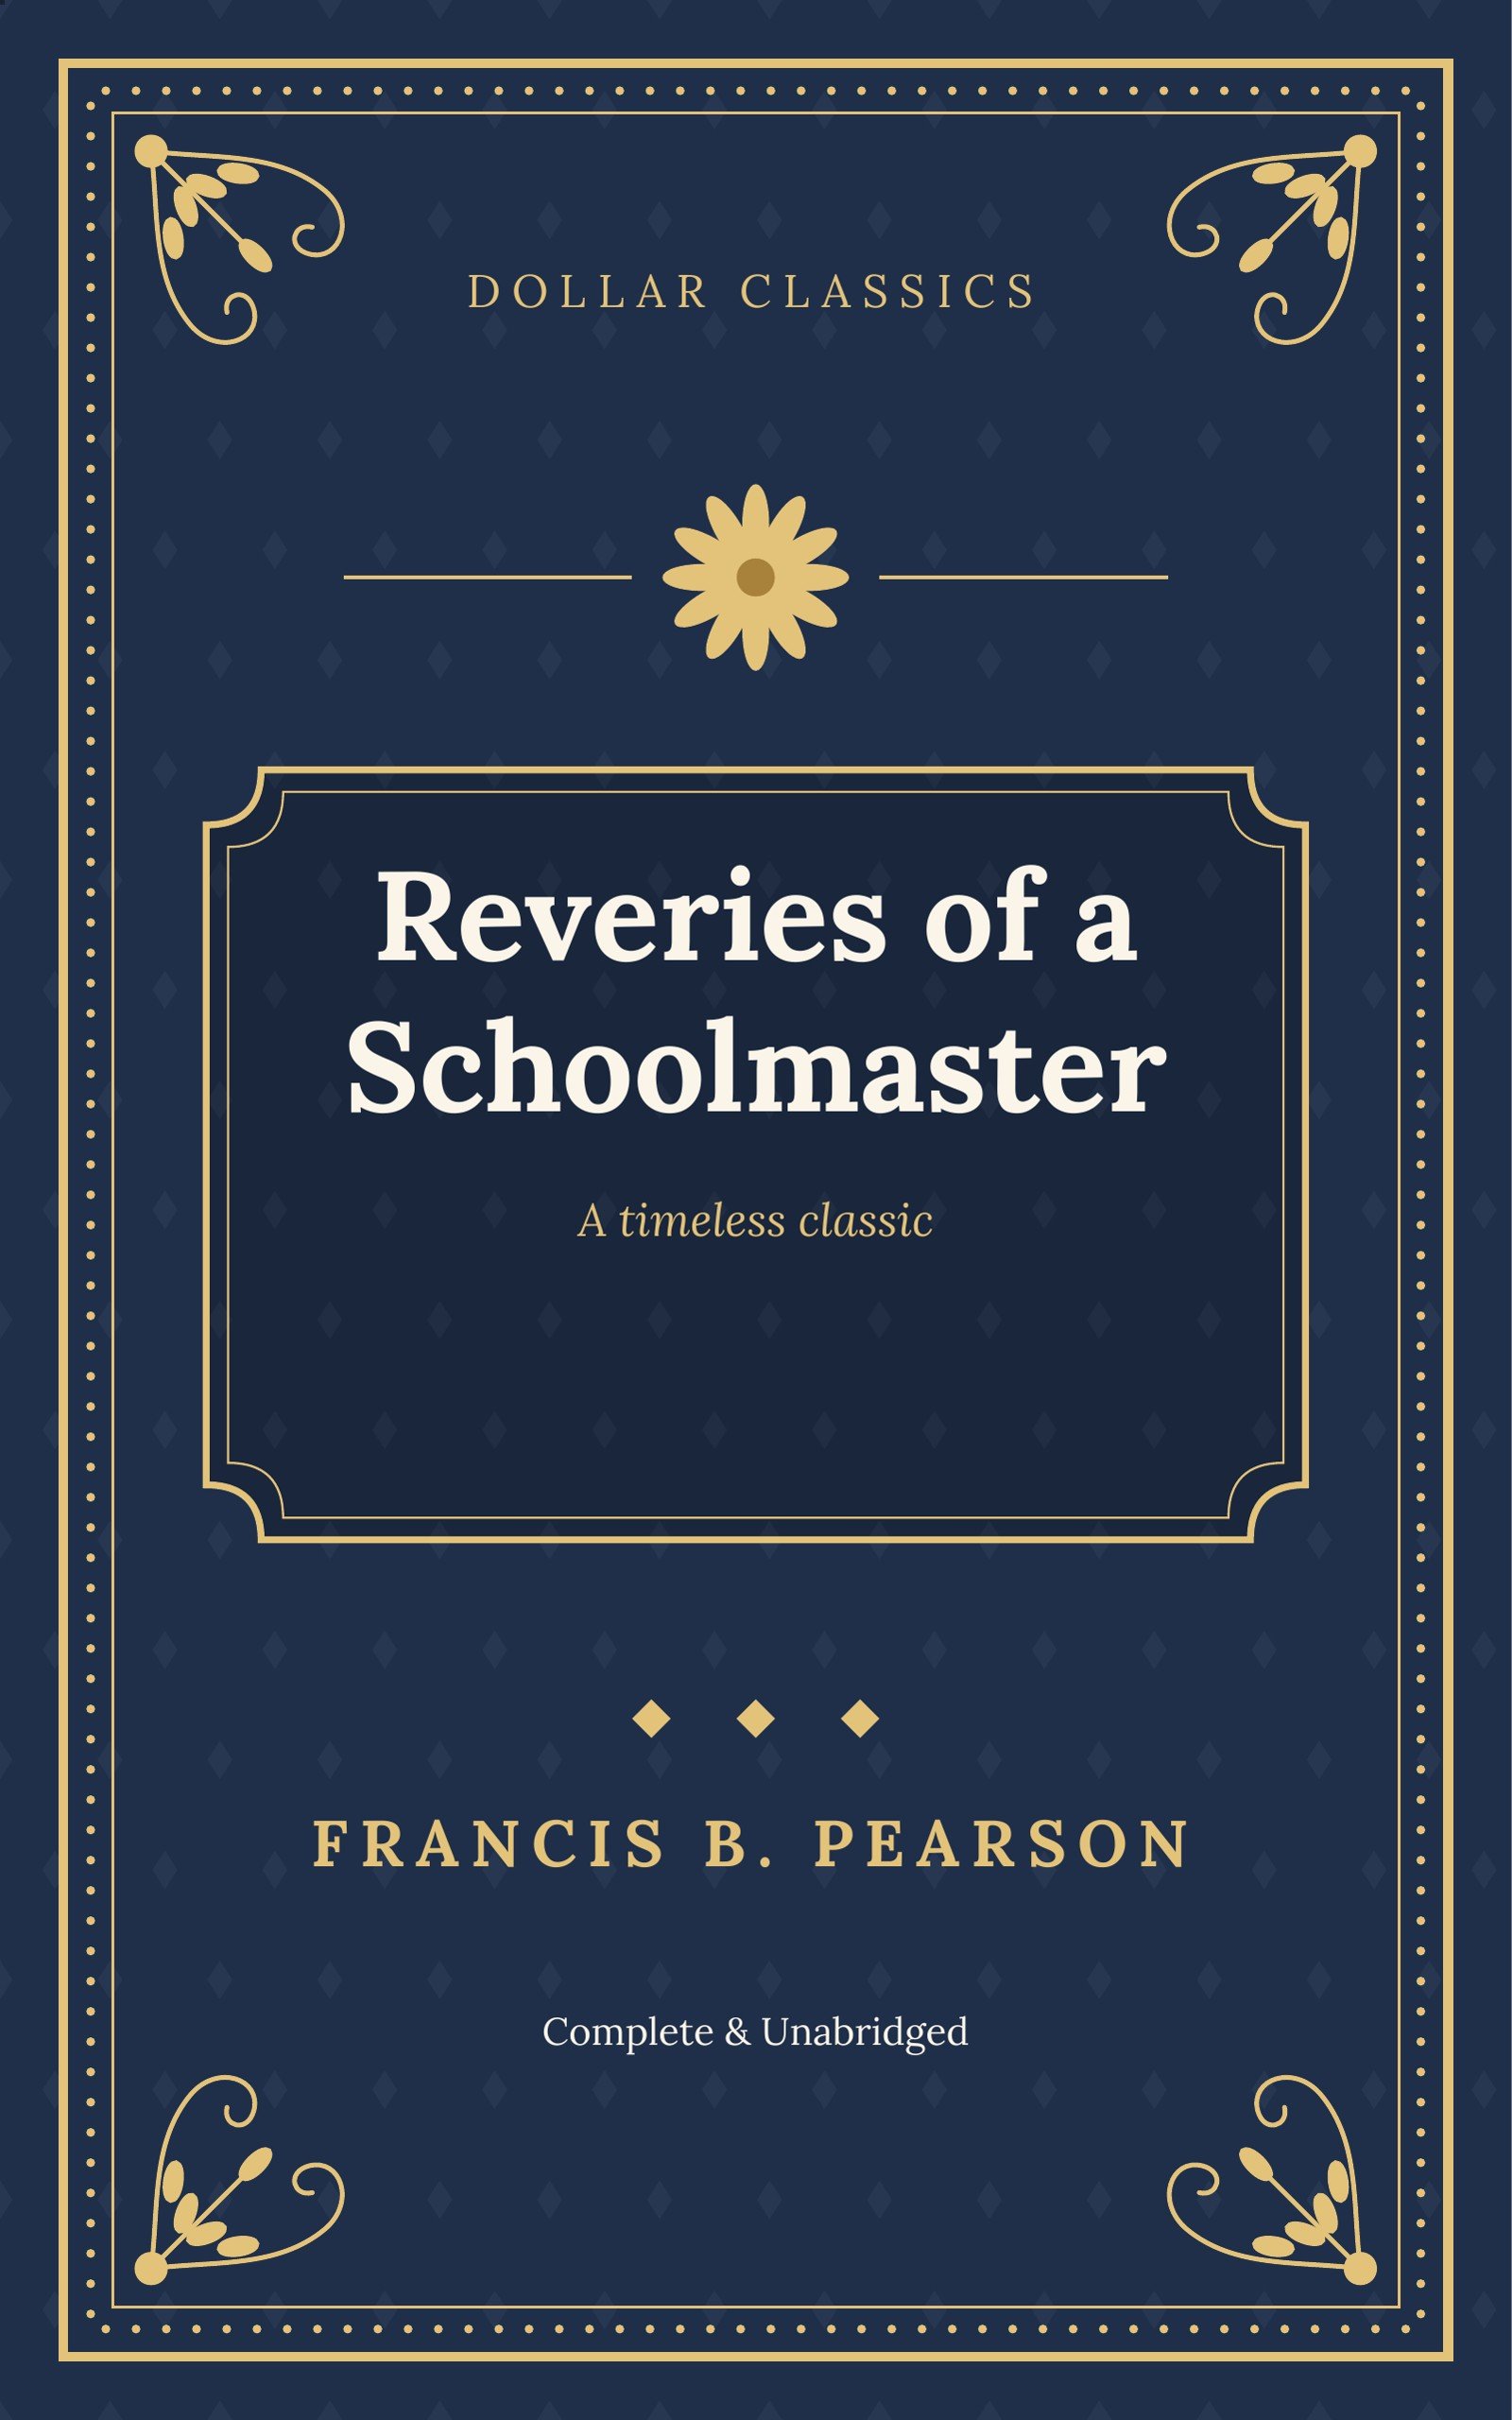 DOLLAR CLASSICS
Reveries of a
Schoolmaster
A timeless classic
FRANCIS B. PEARSON
Complete & Unabridged